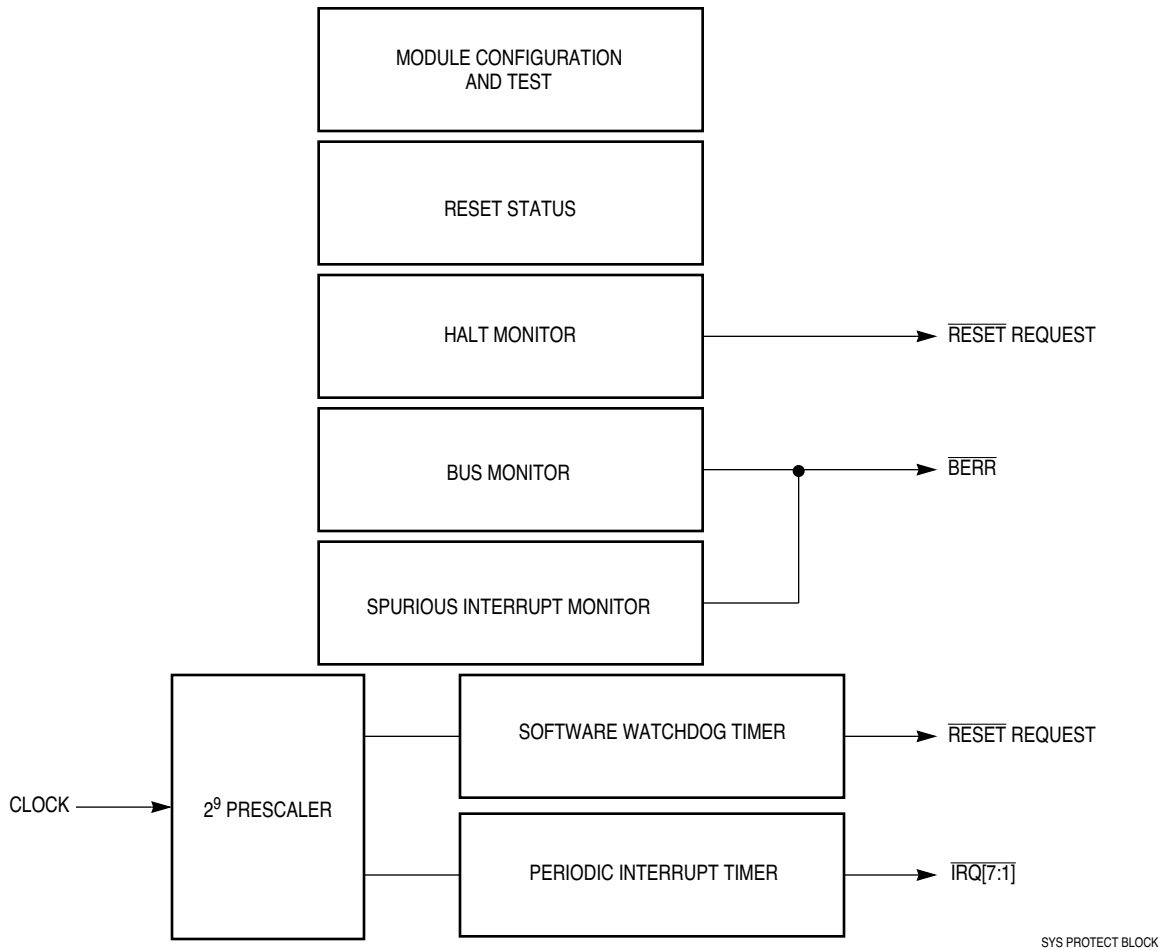 MODULE CONFIGURATION
AND TEST
RESET STATUS
HALT MONITOR
RESET REQUEST
BUS MONITOR
BERR
SPURIOUS INTERRUPT MONITOR
SOFTWARE WATCHDOG TIMER
RESET REQUEST
CLOCK
2⁹ PRESCALER
PERIODIC INTERRUPT TIMER
IRQ[7:1]
SYS PROTECT BLOCK